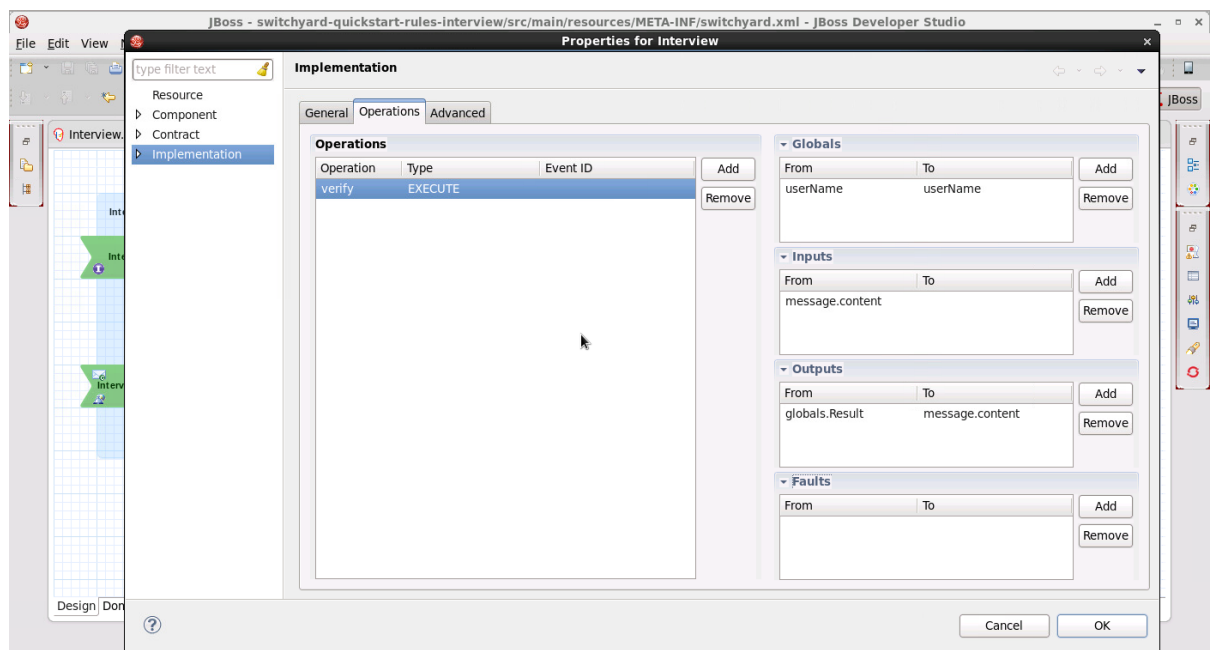 JBoss - switchyard-quickstart-rules-interview/src/main/resources/META-INF/switchyard.xml - JBoss Developer Studio
File Edit View
Properties for Interview
type filter text
Implementation
Resource
Component
Contract
Implementation
JBoss
Interview.
General Operations Advanced
Operations
Operation Type Event ID
verify EXECUTE
Add
Remove
Globals
From To
userName userName
Add
Remove
Inputs
From To
message.content
Add
Remove
Outputs
From To
globals.Result message.content
Add
Remove
Faults
From To
Add
Remove
Design
Cancel OK